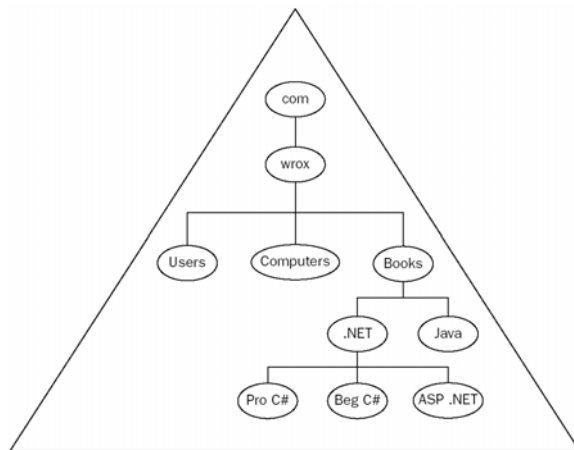 com
wrox
Users
Computers
Books
.NET
Java
Pro C#
Beg C#
ASP .NET